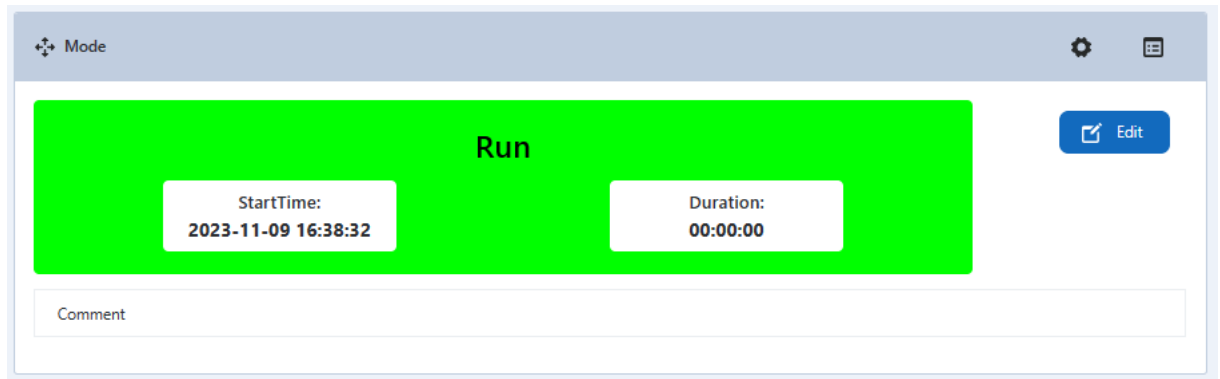 Mode
Run
Edit
StartTime:
2023-11-09 16:38:32
Duration:
00:00:00
Comment